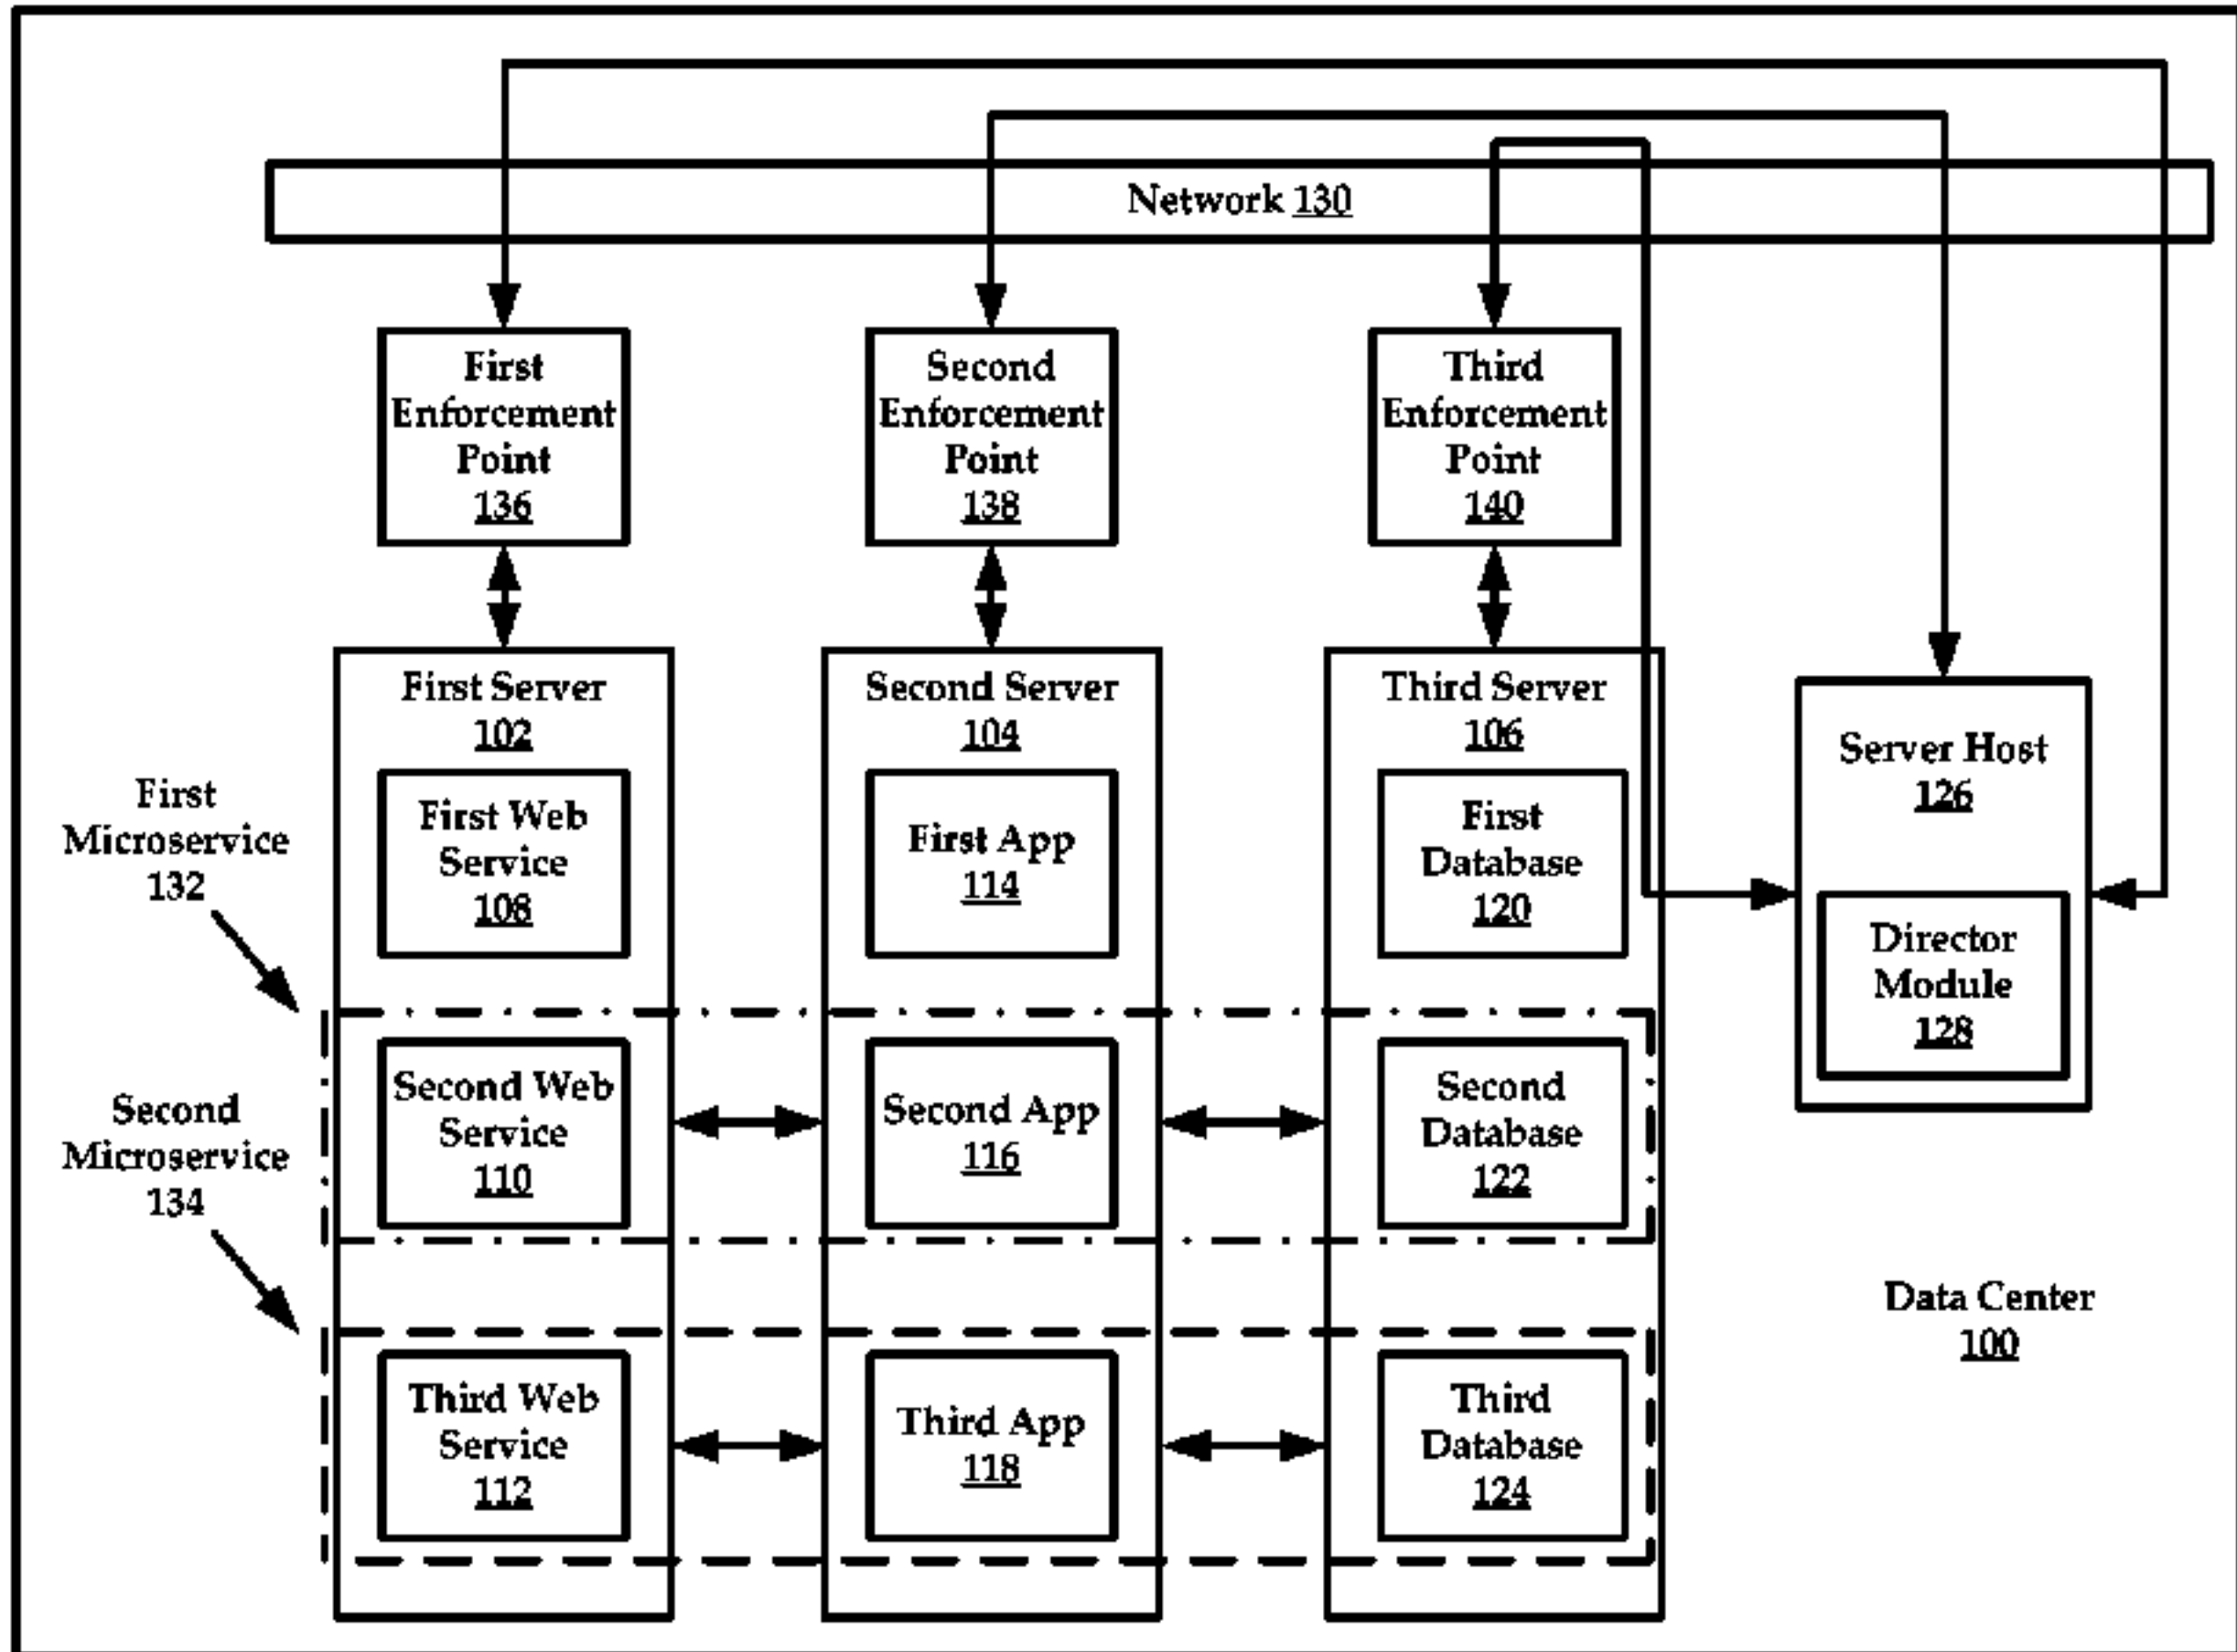 Network 130
First
Enforcement
Point
136
Second
Enforcement
Point
138
Third
Enforcement
Point
140
First Server
102
Second Server
104
Third Server
106
Server Host
126
Director
Module
128
First
Microservice
132
First Web
Service
108
First App
114
First
Database
120
Second
Microservice
134
Second Web
Service
110
Second App
116
Second
Database
122
Third Web
Service
112
Third App
118
Third
Database
124
Data Center
100